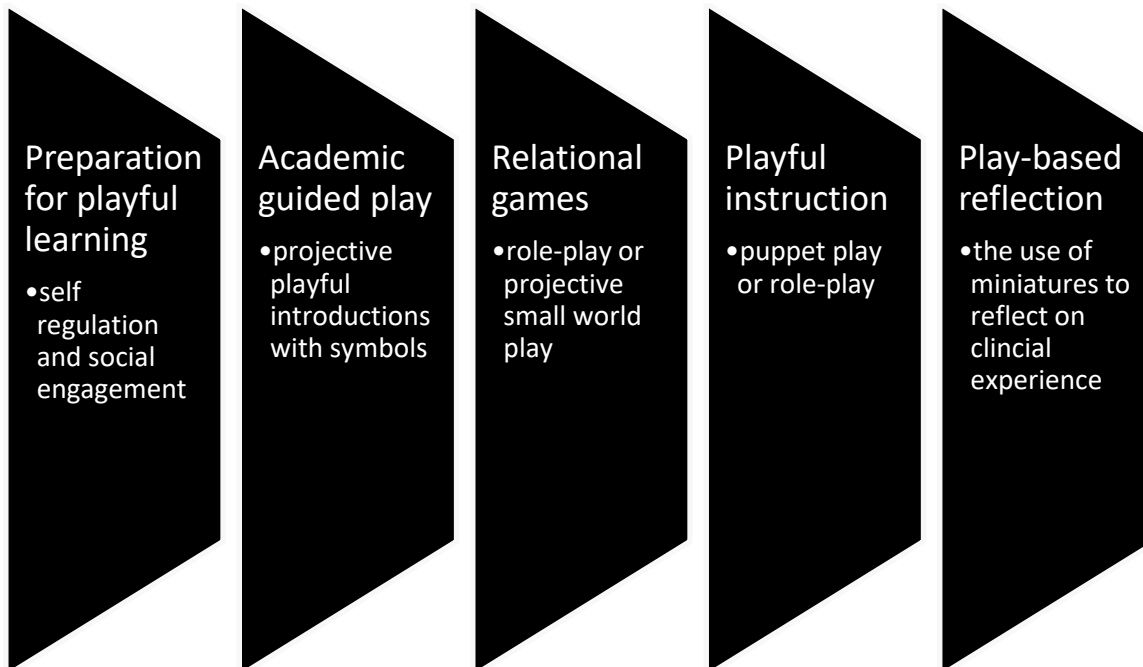 Preparation
for playful
learning
•self
regulation
and social
engagement
Academic
guided play
•projective
playful
introductions
with symbols
Relational
games
•role-play or
projective
small world
play
Playful
instruction
•puppet play
or role-play
Play-based
reflection
•the use of
miniatures to
reflect on
clincial
experience